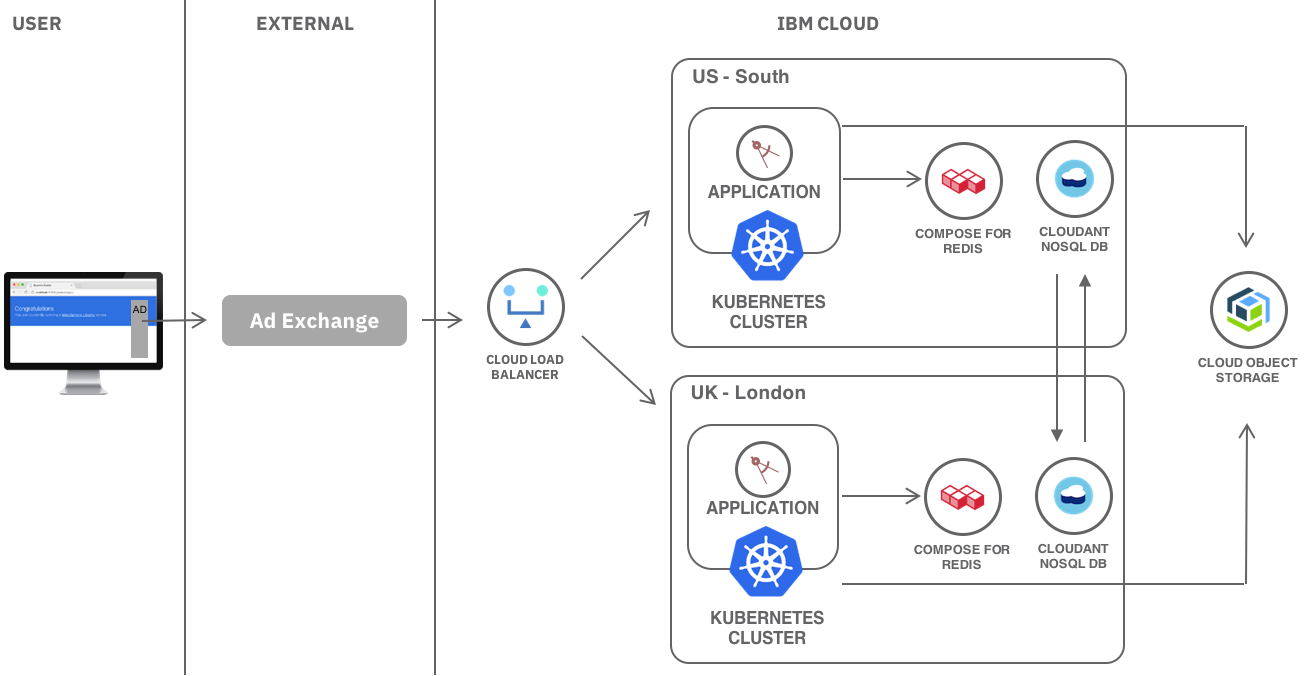 USER
EXTERNAL
IBM CLOUD
US - South
APPLICATION
KUBERNETES
CLUSTER
COMPOSE FOR
REDIS
CLOUDANT
NOSQL DB
Congratulations
AD
Ad Exchange
CLOUD LOAD
BALANCER
CLOUD OBJECT
STORAGE
UK - London
APPLICATION
KUBERNETES
CLUSTER
COMPOSE FOR
REDIS
CLOUDANT
NOSQL DB